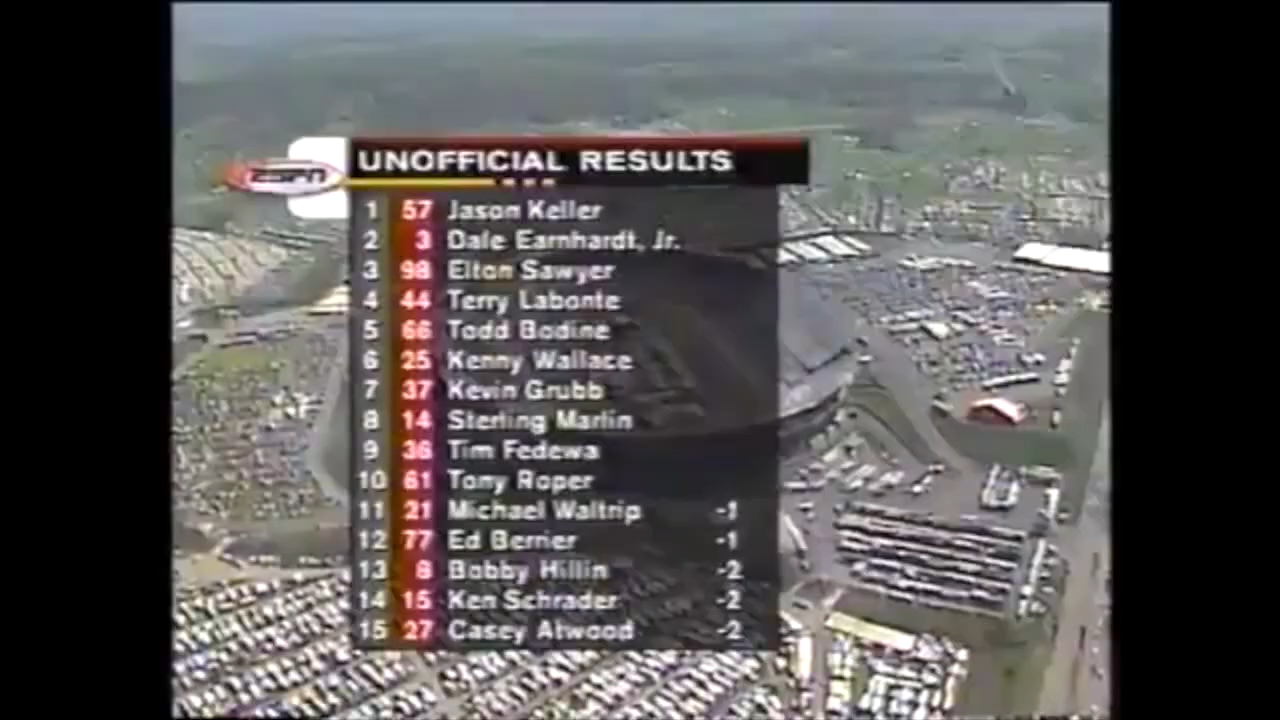 ESPN
UNOFFICIAL RESULTS
1 57 Jason Keller
2 3 Dale Earnhardt, Jr.
3 98 Elton Sawyer
4 44 Terry Labonte
5 66 Todd Bodine
6 25 Kenny Wallace
7 37 Kevin Grubb
8 14 Sterling Marlin
9 36 Tim Fedewa
10 61 Tony Roper
11 21 Michael Waltrip -1
12 77 Ed Berrier -1
13 8 Bobby Hillin -2
14 15 Ken Schrader -2
15 27 Casey Atwood -2